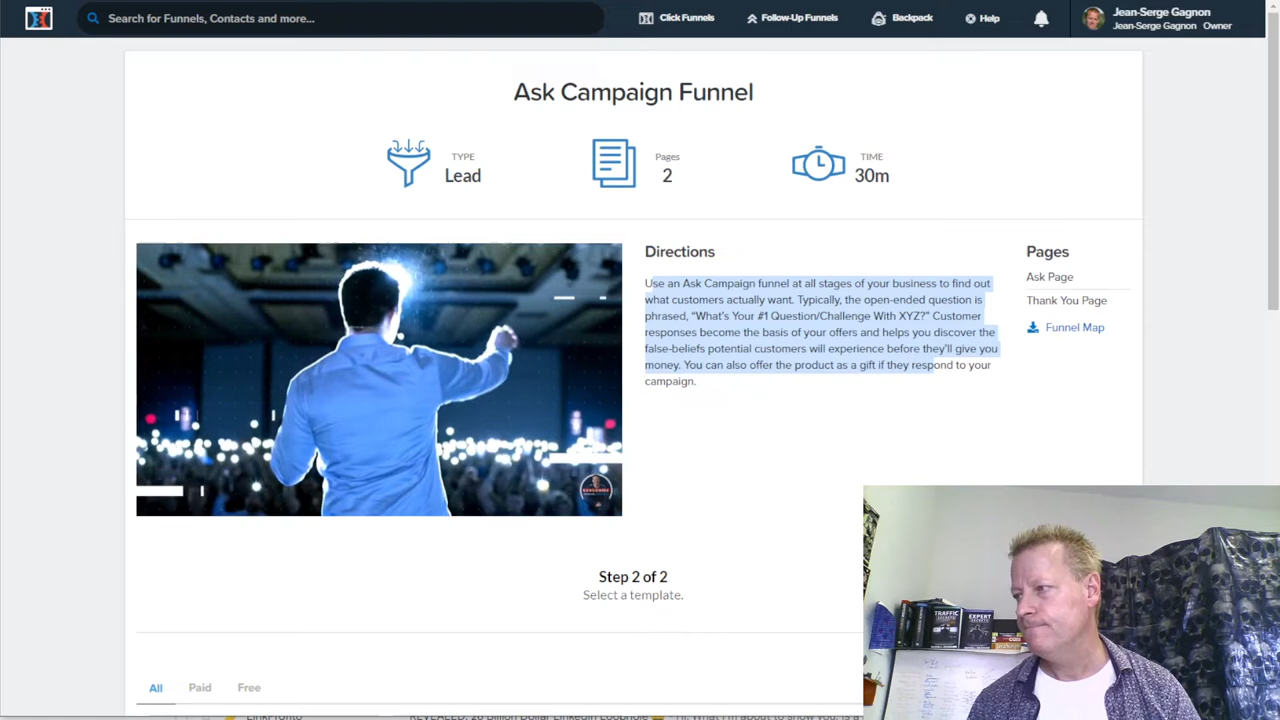 Search for Funnels, Contacts and more...
Click Funnels
Follow-Up Funnels
Backpack
Help
Jean-Serge Gagnon
Jean-Serge Gagnon Owner
Ask Campaign Funnel
TYPE
Lead
Pages
2
TIME
30m
Directions
Use an Ask Campaign funnel at all stages of your business to find out
what customers actually want. Typically, the open-ended question is
phrased, “What's Your #1 Question/Challenge With XYZ?” Customer
responses become the basis of your offers and helps you discover the
false-beliefs potential customers will experience before they'll give you
money. You can also offer the product as a gift if they respond to your
campaign.
Pages
Ask Page
Thank You Page
Funnel Map
Step 2 of 2
Select a template.
TRAFFIC
SECRETS
EXPERT
SECRETS
All
Paid
Free